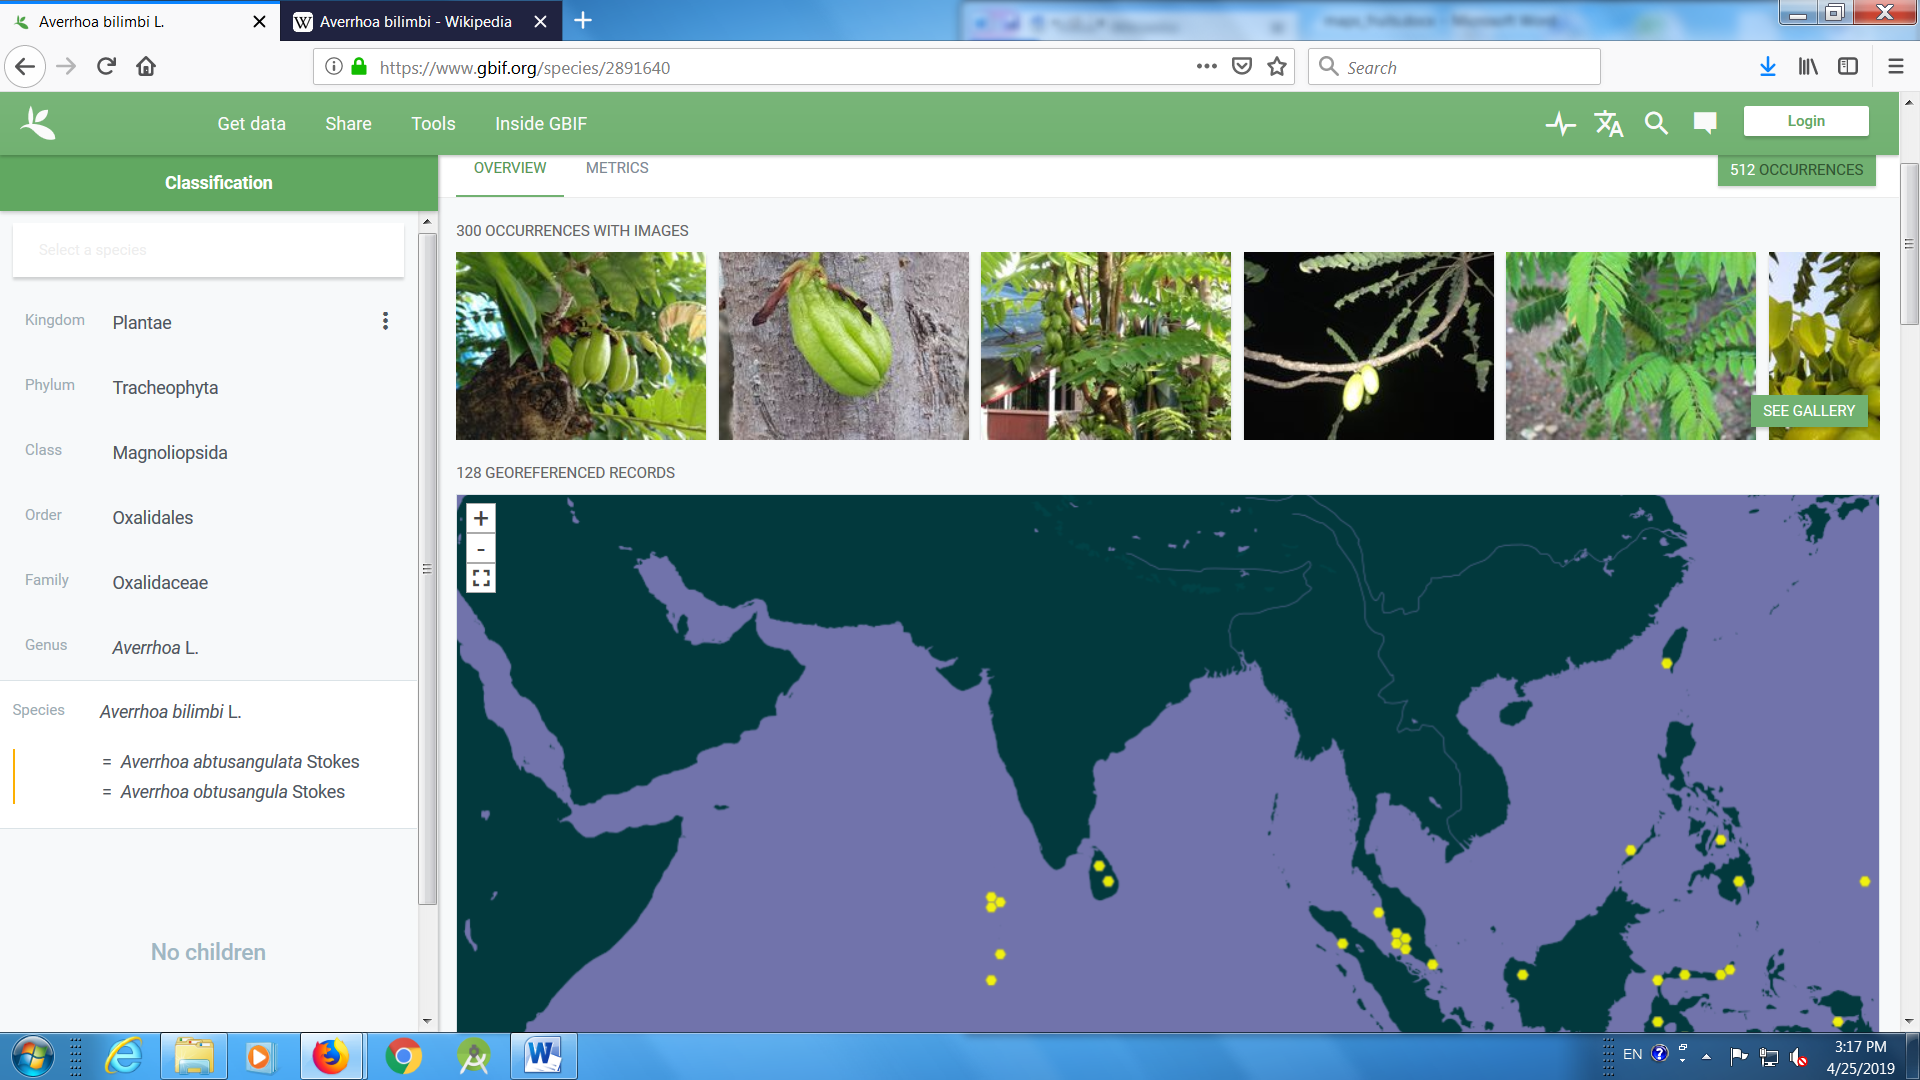 Averrhoa bilimbi L.
Averrhoa bilimbi - Wikipedia
https://www.gbif.org/species/2891640
Search
Get data
Share
Tools
Inside GBIF
Login
Classification
OVERVIEW
METRICS
512 OCCURRENCES
Select a species
Kingdom Plantae
Phylum Tracheophyta
Class Magnoliopsida
Order Oxalidales
Family Oxalidaceae
Genus Averrhoa L.
Species Averrhoa bilimbi L.
= Averrhoa abtusangulata Stokes
= Averrhoa obtusangula Stokes
No children
300 OCCURRENCES WITH IMAGES
SEE GALLERY
128 GEOREFERENCED RECORDS
+
-
EN
3:17 PM
4/25/2019